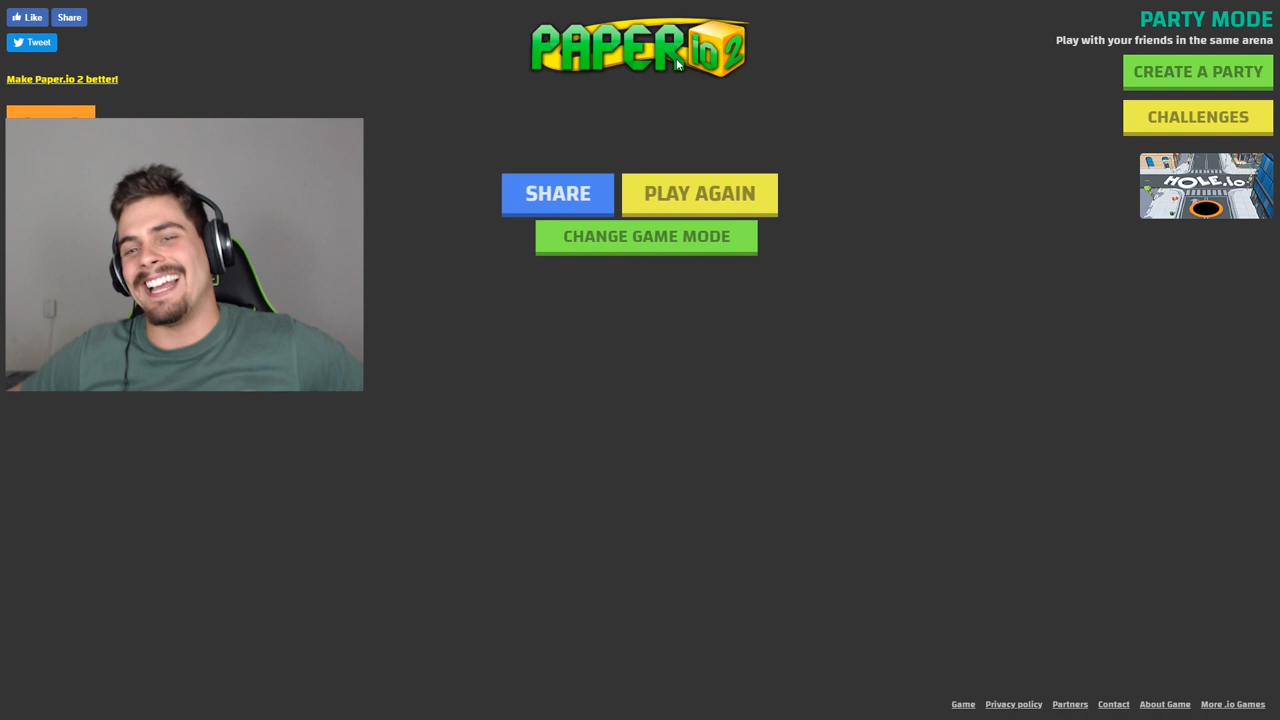 Like Share
Tweet
Make Paper.io 2 better!
PAPER.io 2
SHARE
PLAY AGAIN
CHANGE GAME MODE
PARTY MODE
Play with your friends in the same arena
CREATE A PARTY
CHALLENGES
HOLE.io
Game Privacy policy Partners Contact About Game More .io Games